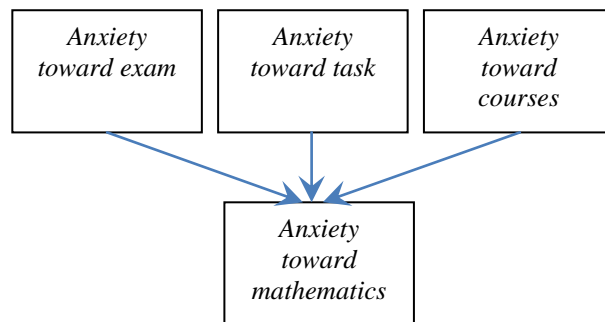 Anxiety
toward exam
Anxiety
toward task
Anxiety
toward
courses
Anxiety
toward
mathematics